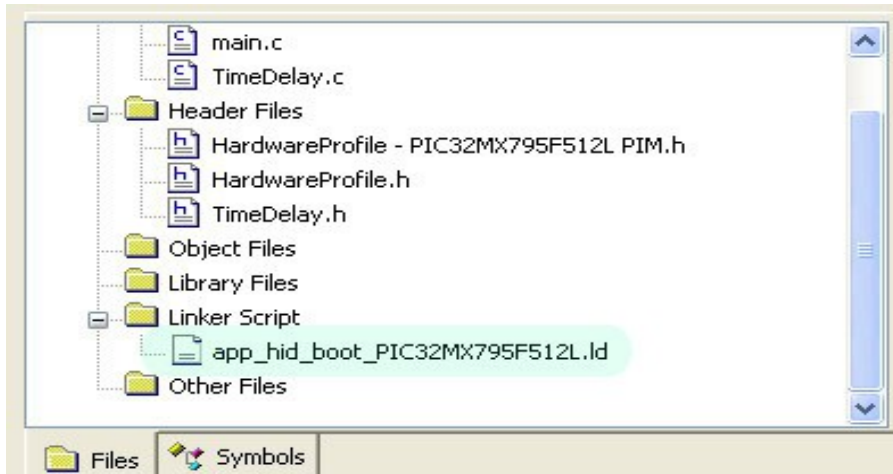 main.c
TimeDelay.c
Header Files
HardwareProfile - PIC32MX795F512L PIM.h
HardwareProfile.h
TimeDelay.h
Object Files
Library Files
Linker Script
app_hid_boot_PIC32MX795F512L.ld
Other Files
Files Symbols